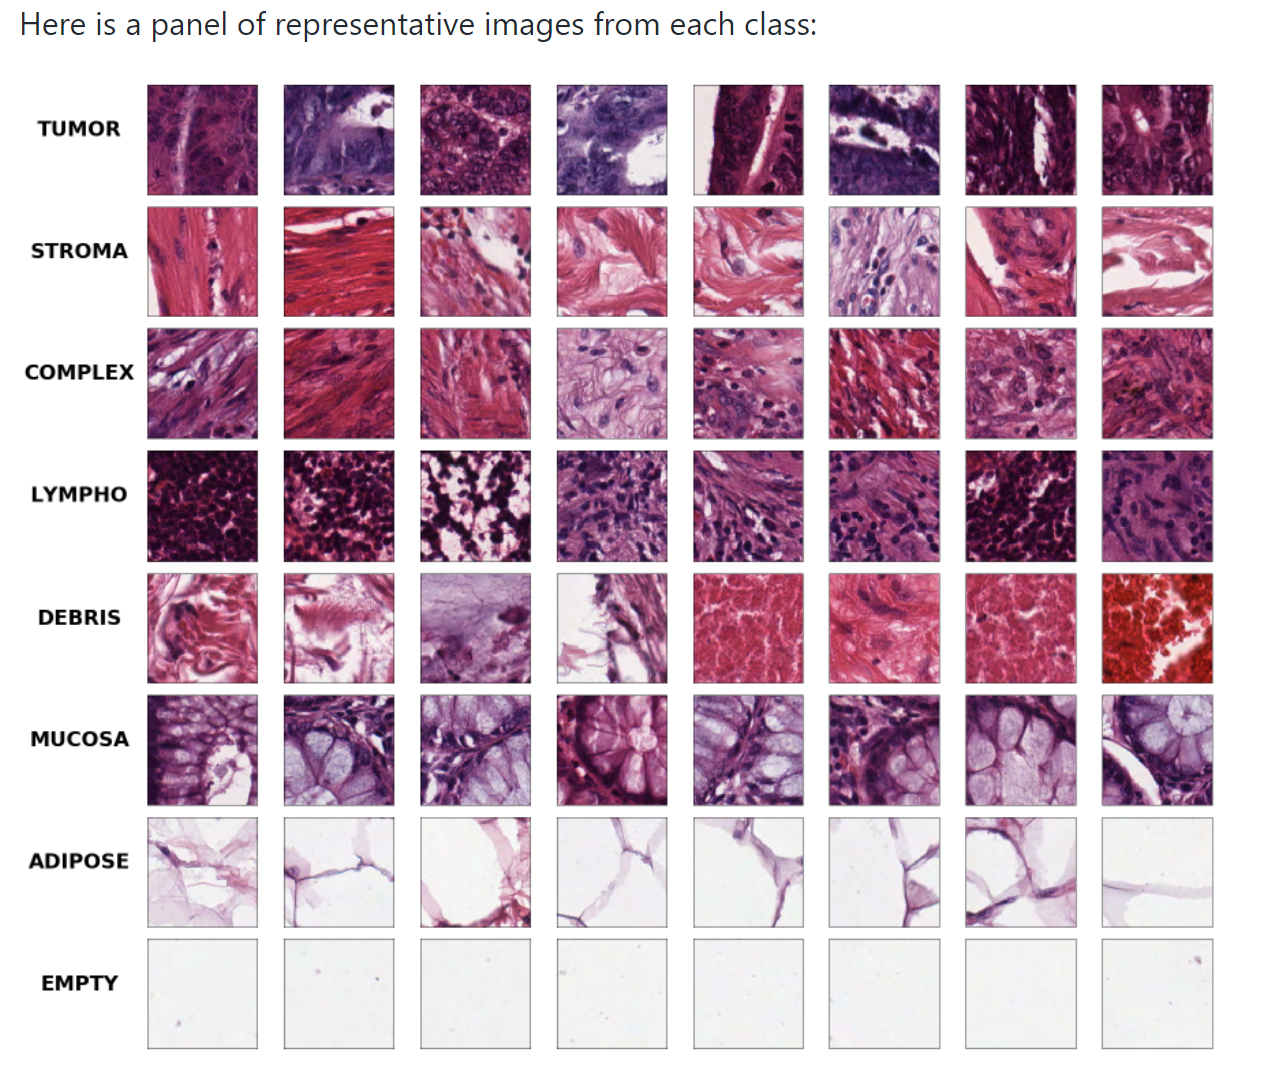 Here is a panel of representative images from each class:
TUMOR
STROMA
COMPLEX
LYMPHO
DEBRIS
MUCOSA
ADIPOSE
EMPTY